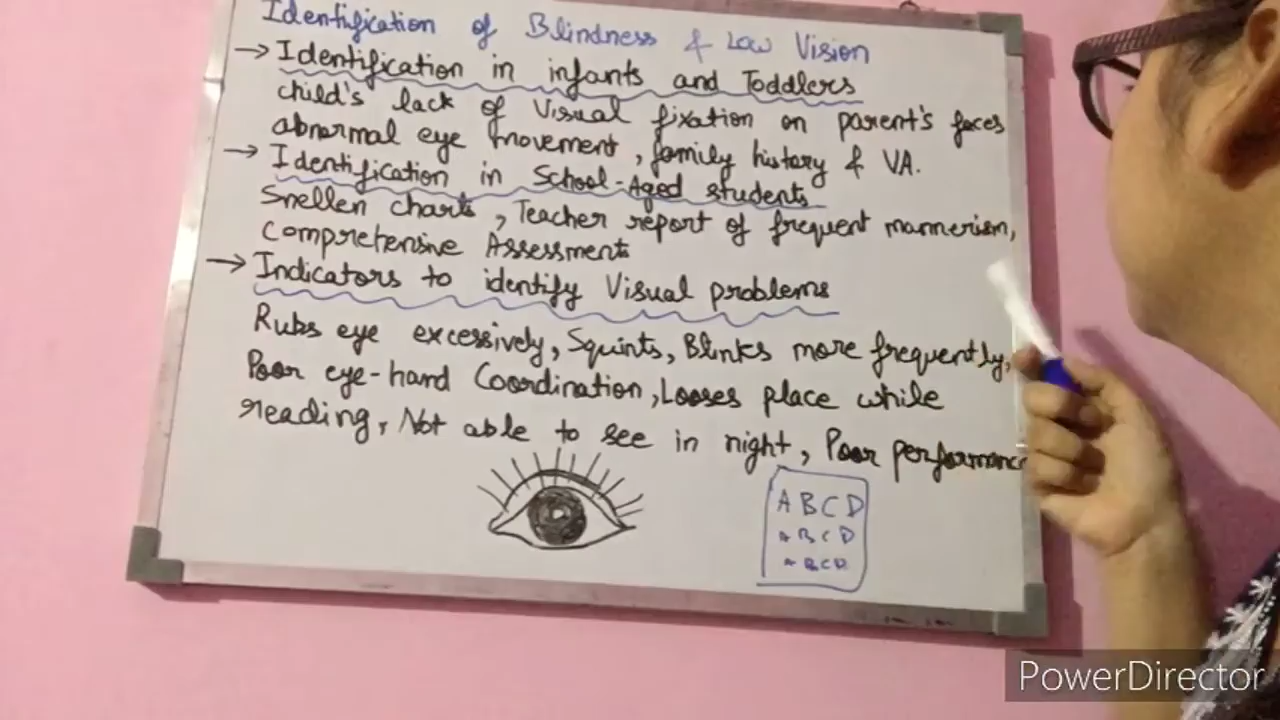 Identification of Blindness & Low Vision
→ Identification in infants and Toddlers
child's lack of Visual fixation on parent's faces
abnormal eye movement, family history & VA.
→ Identification in School-Aged students
Snellen charts, Teacher report of frequent mannerism,
Comprehensive Assessment
→ Indicators to identify Visual problems
Rubs eye excessively, Squints, Blinks more frequently,
Poor eye-hand Coordination, Looses place while
reading, Not able to see in night, Poor performance
A B C D
A B C D
A B C D
PowerDirector